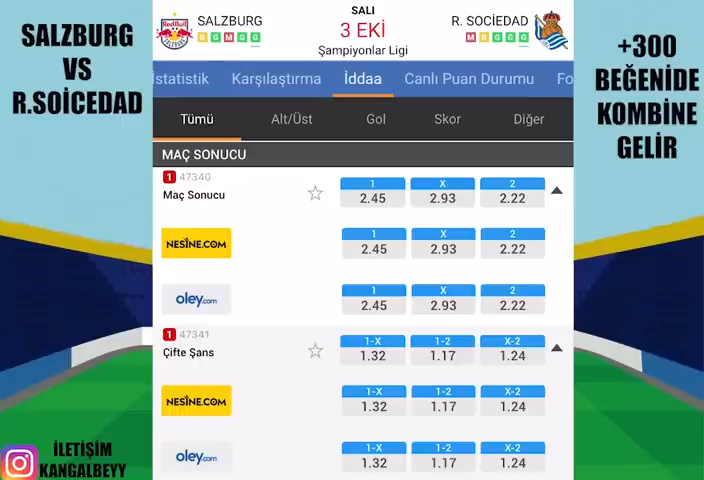 SALZBURG
VS
R.SOİCEDAD
SALZBURG
B G M G G
SALI
3 EKİ
Şampiyonlar Ligi
R. SOCİEDAD
M B G G G
+300
BEĞENİDE
KOMBİNE
GELİR
İstatistik Karşılaştırma İddaa Canlı Puan Durumu Fo
Tümü Alt/Üst Gol Skor Diğer
MAÇ SONUCU
1 47340
Maç Sonucu
1 X 2
2.45 2.93 2.22
NESİNE.COM
1 X 2
2.45 2.93 2.22
oley.com
1 X 2
2.45 2.93 2.22
1 47341
Çifte Şans
1-X 1-2 X-2
1.32 1.17 1.24
NESİNE.COM
1-X 1-2 X-2
1.32 1.17 1.24
oley.com
1-X 1-2 X-2
1.32 1.17 1.24
İLETİŞİM
KANGALBEYY